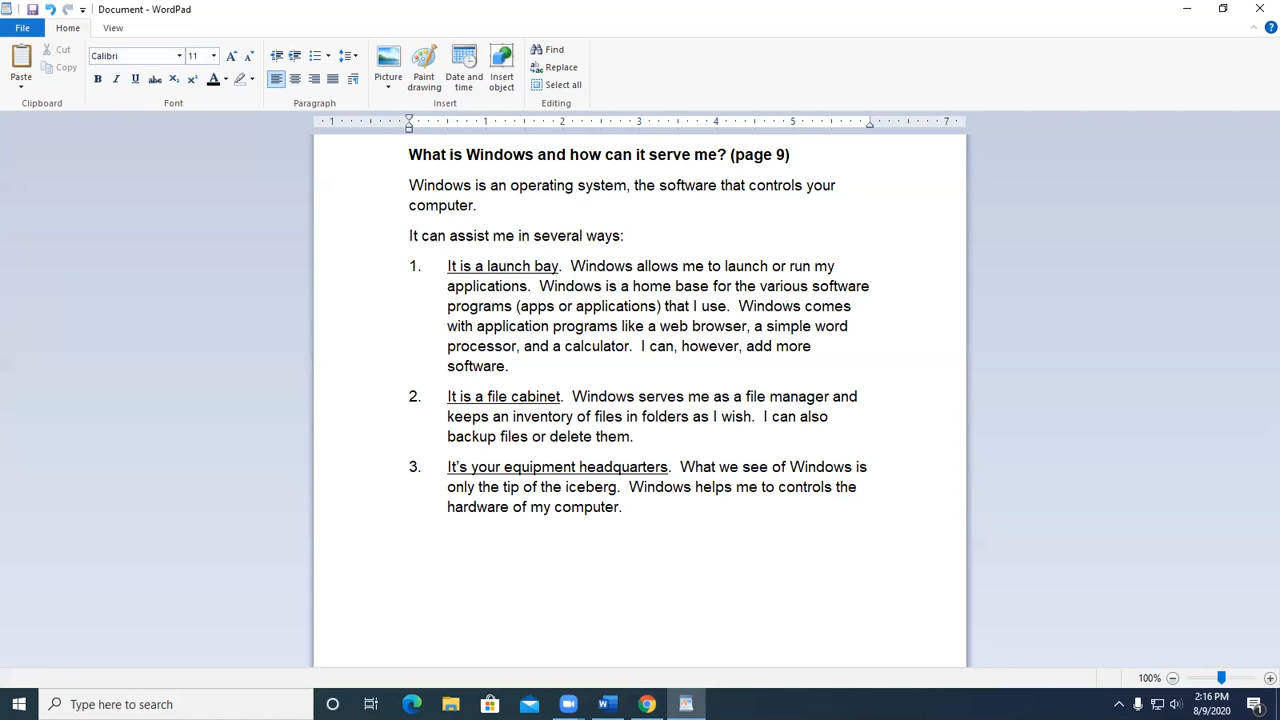 Document - WordPad
File Home View
Paste
Cut
Copy
Clipboard
Calibri 11
Font
Paragraph
Picture
Paint drawing
Date and time
Insert object
Insert
Find
Replace
Select all
Editing
1 1 2 3 4 5 7
What is Windows and how can it serve me? (page 9)
Windows is an operating system, the software that controls your
computer.
It can assist me in several ways:
1. It is a launch bay. Windows allows me to launch or run my
applications. Windows is a home base for the various software
programs (apps or applications) that I use. Windows comes
with application programs like a web browser, a simple word
processor, and a calculator. I can, however, add more
software.
2. It is a file cabinet. Windows serves me as a file manager and
keeps an inventory of files in folders as I wish. I can also
backup files or delete them.
3. It's your equipment headquarters. What we see of Windows is
only the tip of the iceberg. Windows helps me to controls the
hardware of my computer.
100%
Type here to search
2:16 PM
8/9/2020